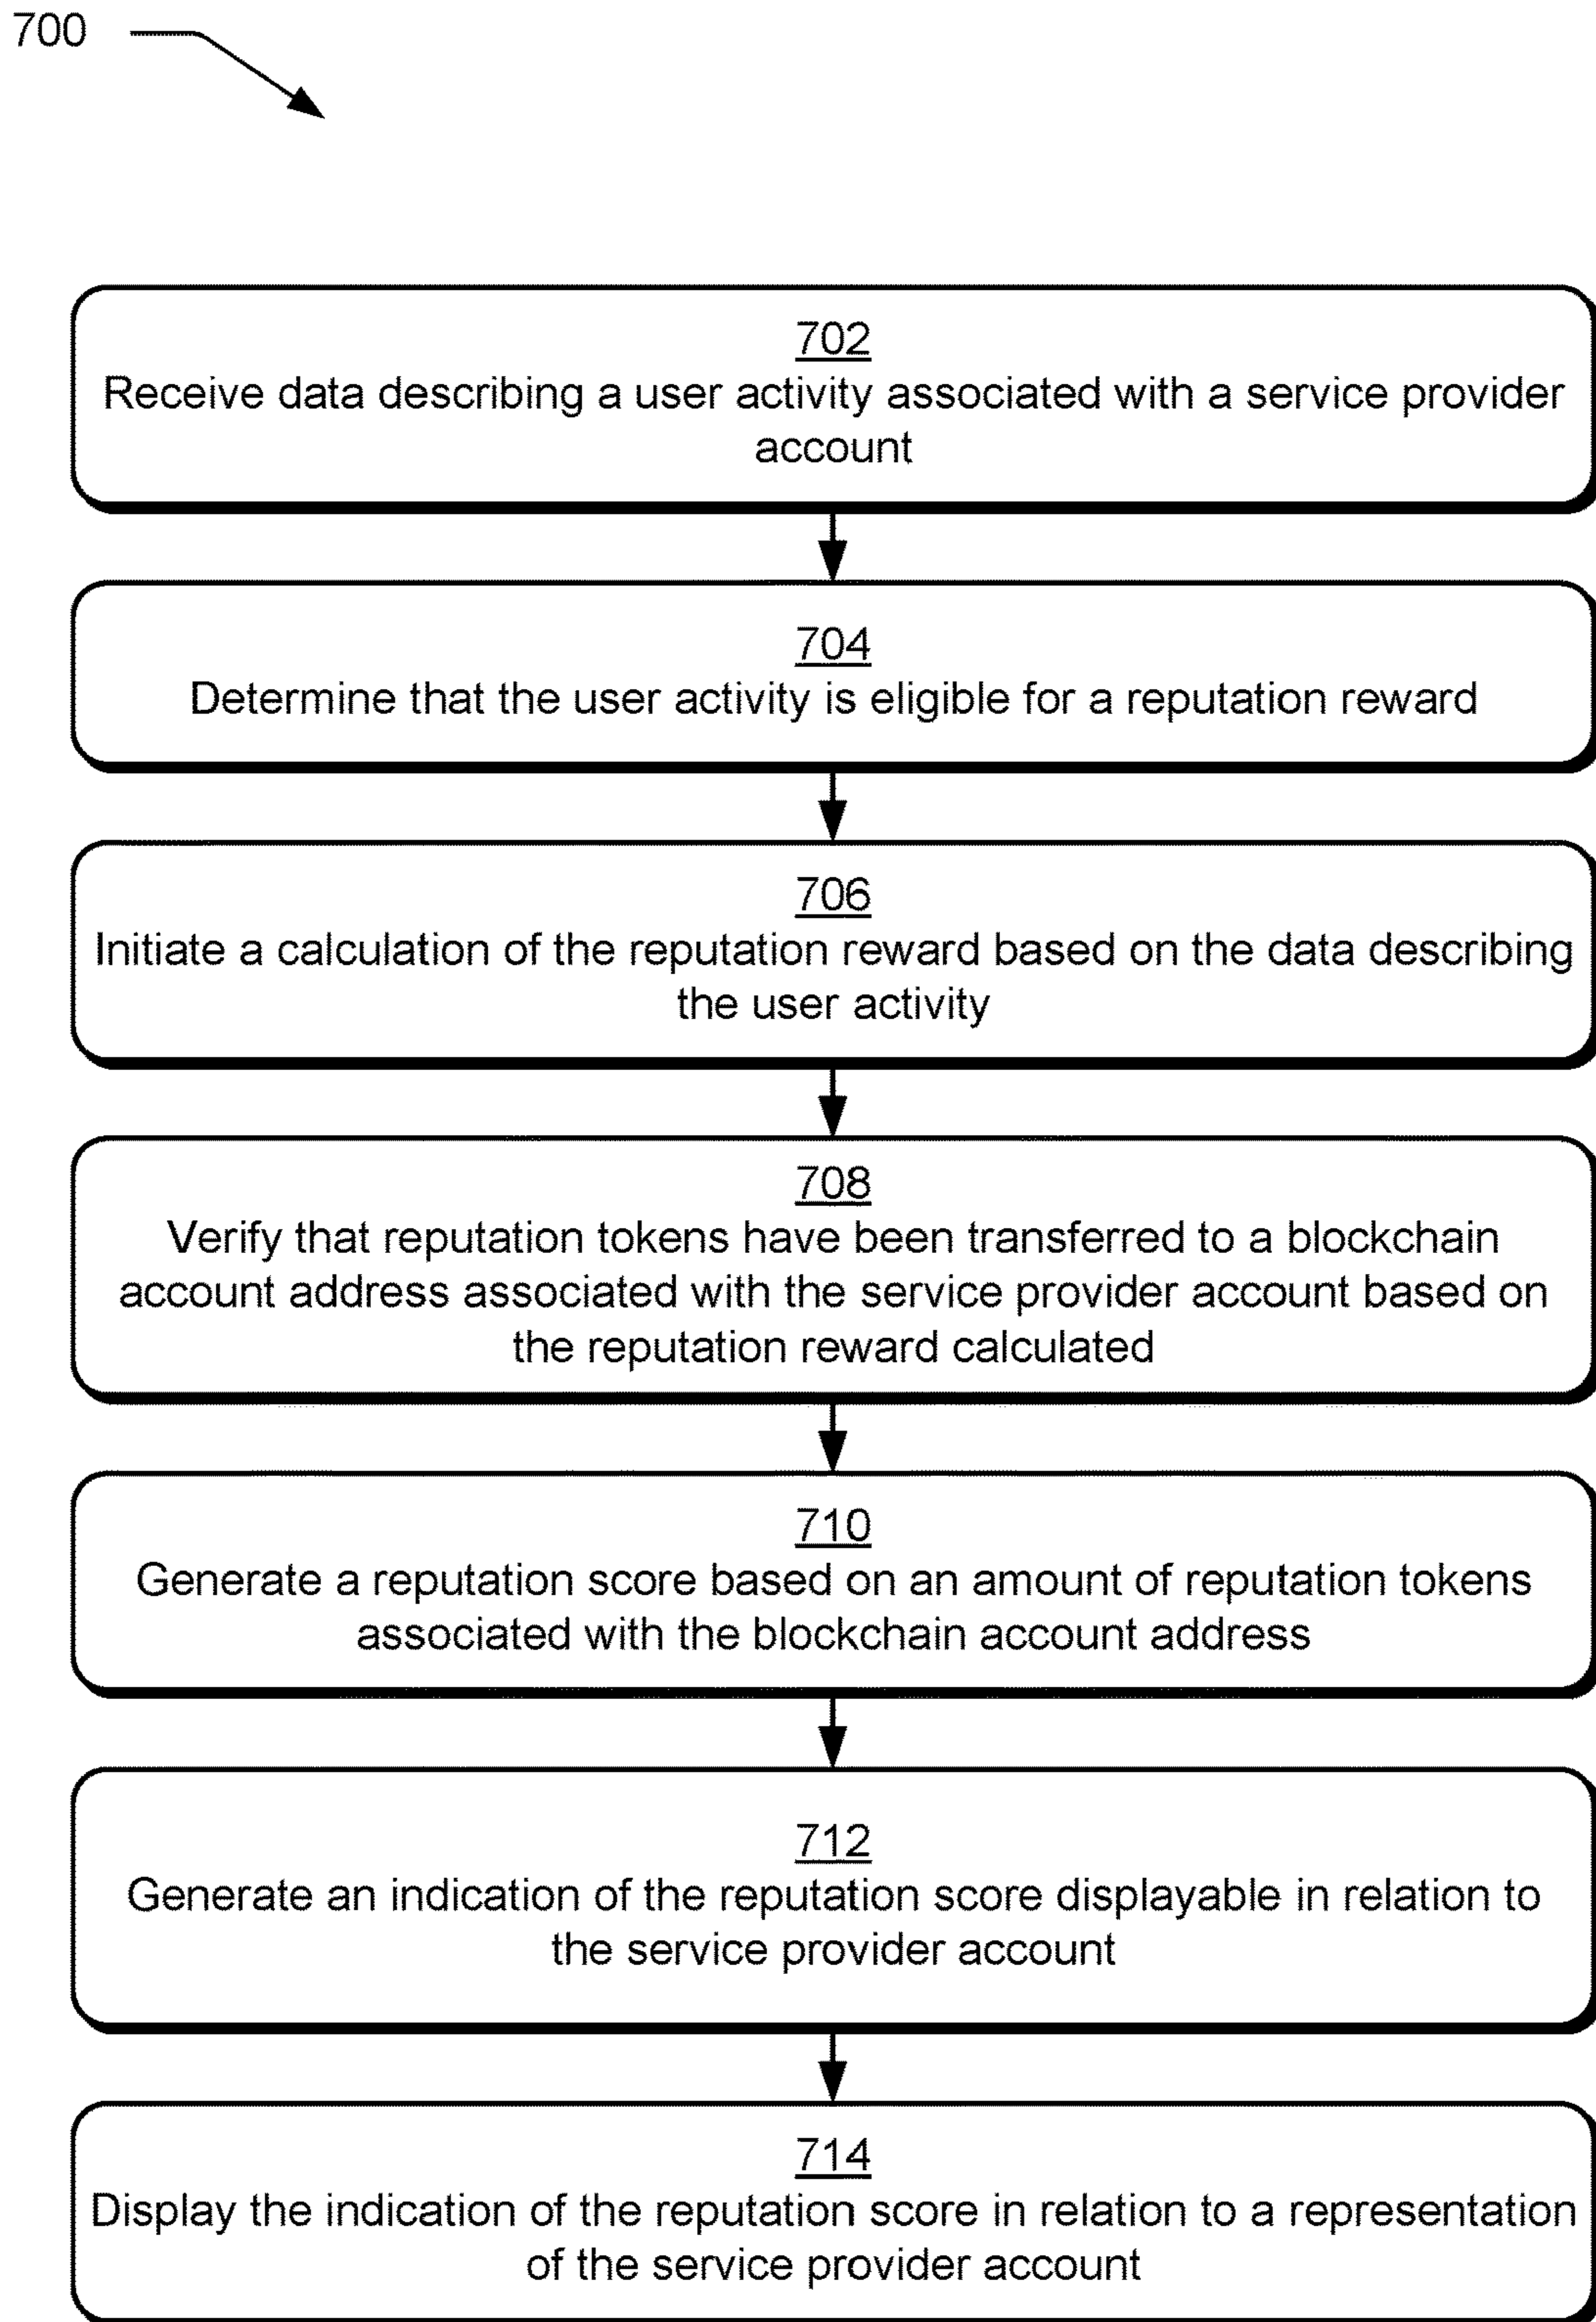 700
702
Receive data describing a user activity associated with a service provider
account
704
Determine that the user activity is eligible for a reputation reward
706
Initiate a calculation of the reputation reward based on the data describing
the user activity
708
Verify that reputation tokens have been transferred to a blockchain
account address associated with the service provider account based on
the reputation reward calculated
710
Generate a reputation score based on an amount of reputation tokens
associated with the blockchain account address
712
Generate an indication of the reputation score displayable in relation to
the service provider account
714
Display the indication of the reputation score in relation to a representation
of the service provider account